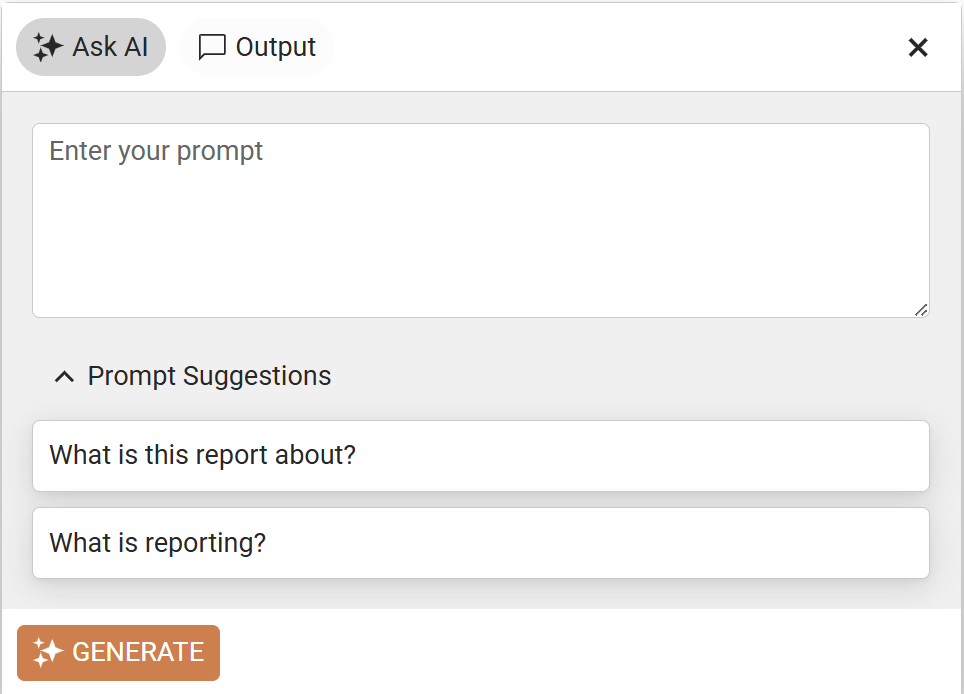 Ask AI
Output
Enter your prompt
Prompt Suggestions
What is this report about?
What is reporting?
GENERATE